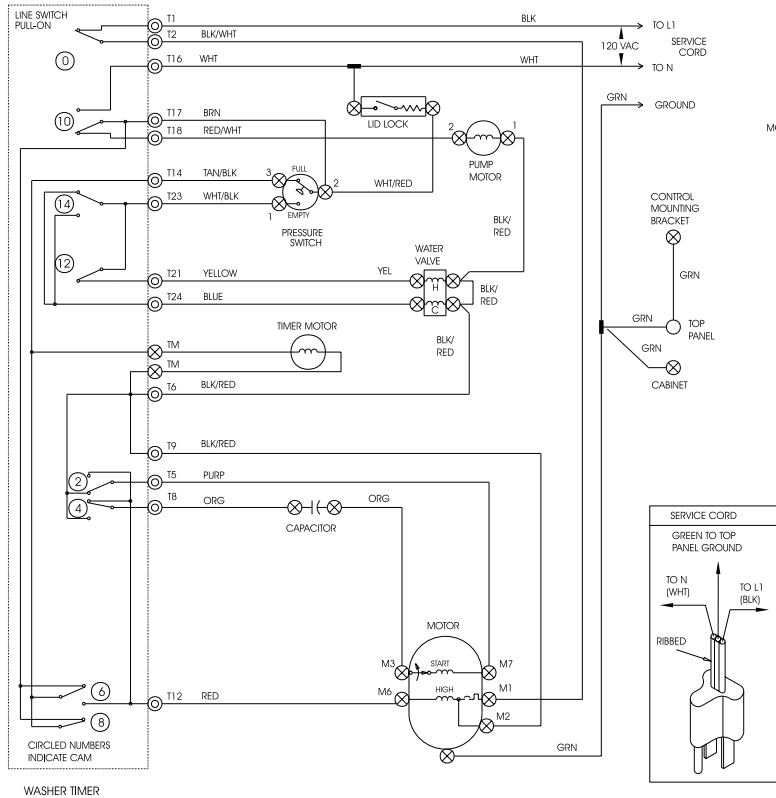 LINE SWITCH
PULL-ON
0
T1
BLK
TO L1
T2
BLK/WHT
120 VAC
SERVICE
CORD
T16
WHT
WHT
TO N
GRN
GROUND
10
T17
BRN
T18
RED/WHT
LID LOCK
2
1
PUMP
MOTOR
M
T14
TAN/BLK
3
FULL
2
WHT/RED
14
T23
WHT/BLK
1
EMPTY
PRESSURE
SWITCH
BLK/
RED
CONTROL
MOUNTING
BRACKET
GRN
12
WATER
VALVE
T21
YELLOW
YEL
H
T24
BLUE
C
BLK/
RED
BLK/
RED
TIMER MOTOR
TM
TM
T6
BLK/RED
GRN
TOP
PANEL
GRN
CABINET
T9
BLK/RED
2
T5
PURP
4
T8
ORG
ORG
CAPACITOR
MOTOR
M3
START
M7
M6
HIGH
M1
M2
6
T12
RED
8
GRN
CIRCLED NUMBERS
INDICATE CAM
WASHER TIMER
SERVICE CORD
GREEN TO TOP
PANEL GROUND
TO N
(WHT)
TO L1
(BLK)
RIBBED